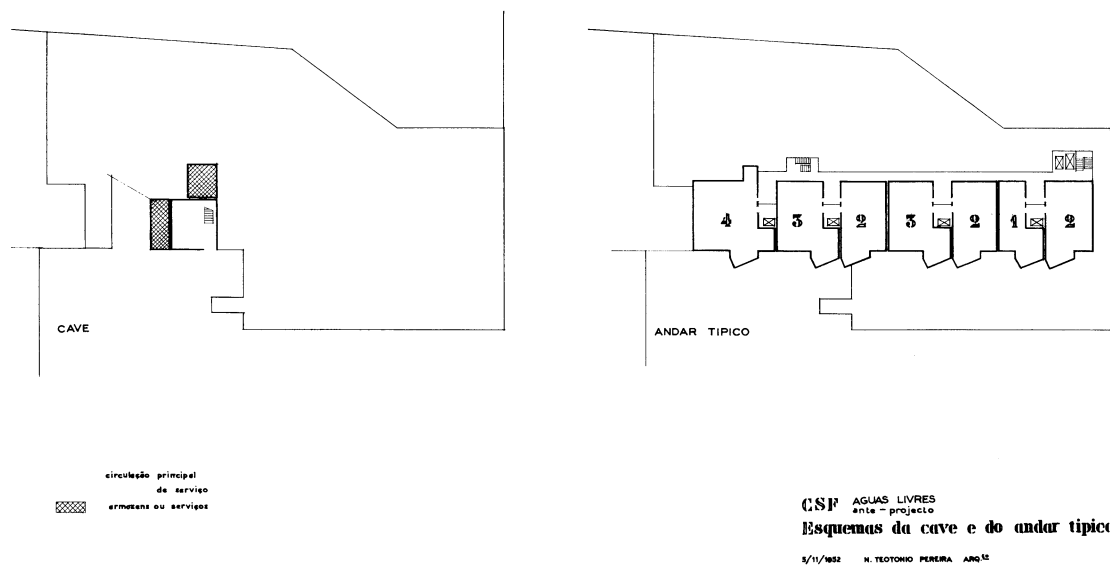 4 3 2 3 2 1 2
CAVE
ANDAR TIPICO
circulação principal
de serviço
armazens ou serviços
CSF AGUAS LIVRES
ante-projecto
Esquemas da cave e do andar tipico
5/11/1952 N. TEOTONIO PEREIRA ARQ.to